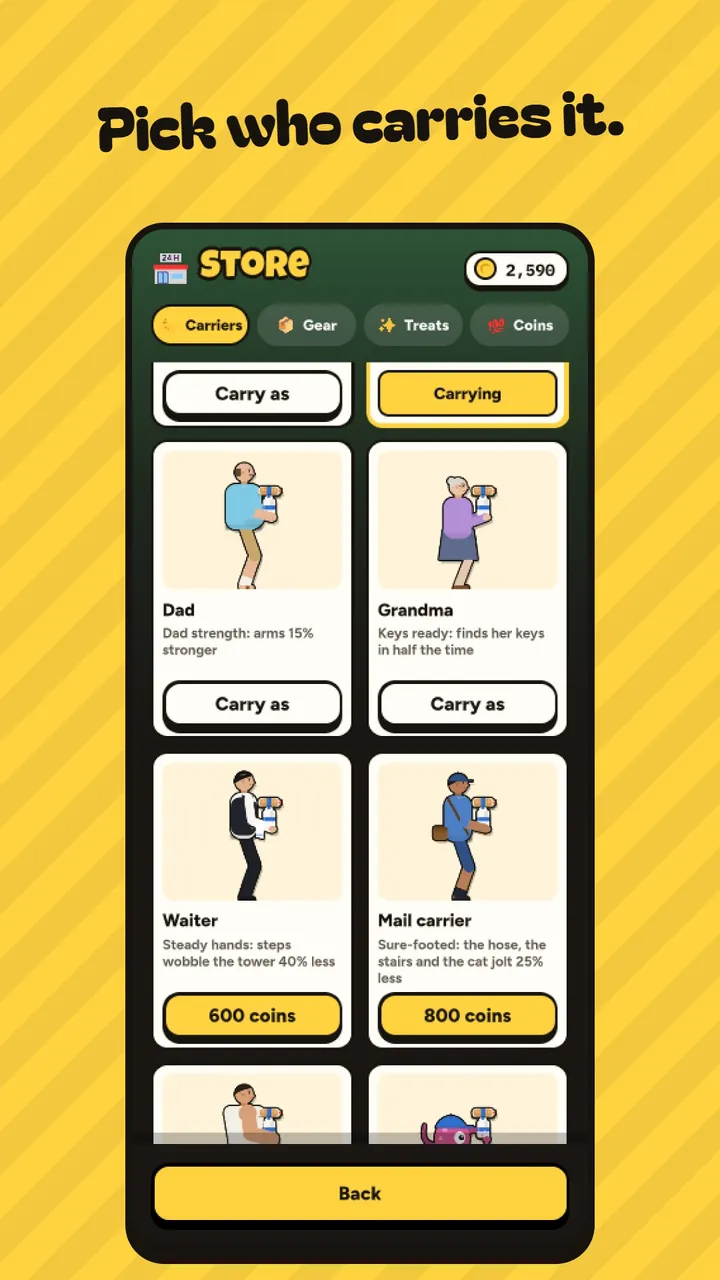 Pick who carries it.
24 H
STORE
2,590
Carriers
Gear
Treats
💯 Coins
Carry as
Carrying
Dad
Dad strength: arms 15%
stronger
Carry as
Grandma
Keys ready: finds her keys
in half the time
Carry as
Waiter
Steady hands: steps
wobble the tower 40% less
600 coins
Mail carrier
Sure-footed: the hose, the
stairs and the cat jolt 25%
less
800 coins
Back